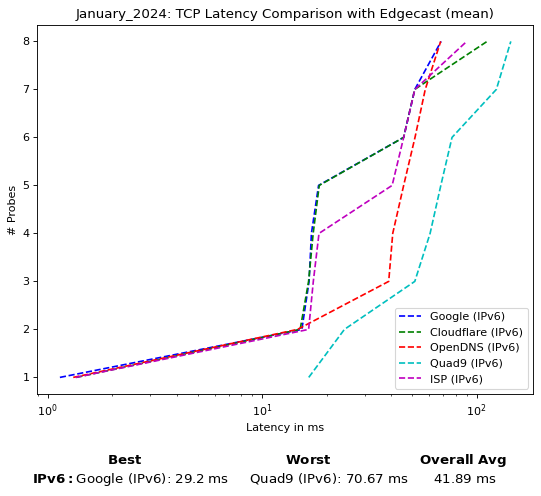 January_2024: TCP Latency Comparison with Edgecast (mean)
# Probes
8
7
6
5
4
3
2
1
Google (IPv6)
Cloudflare (IPv6)
OpenDNS (IPv6)
Quad9 (IPv6)
ISP (IPv6)
10⁰ 10¹ 10²
Latency in ms
Best Worst Overall Avg
IPv6: Google (IPv6): 29.2 ms Quad9 (IPv6): 70.67 ms 41.89 ms